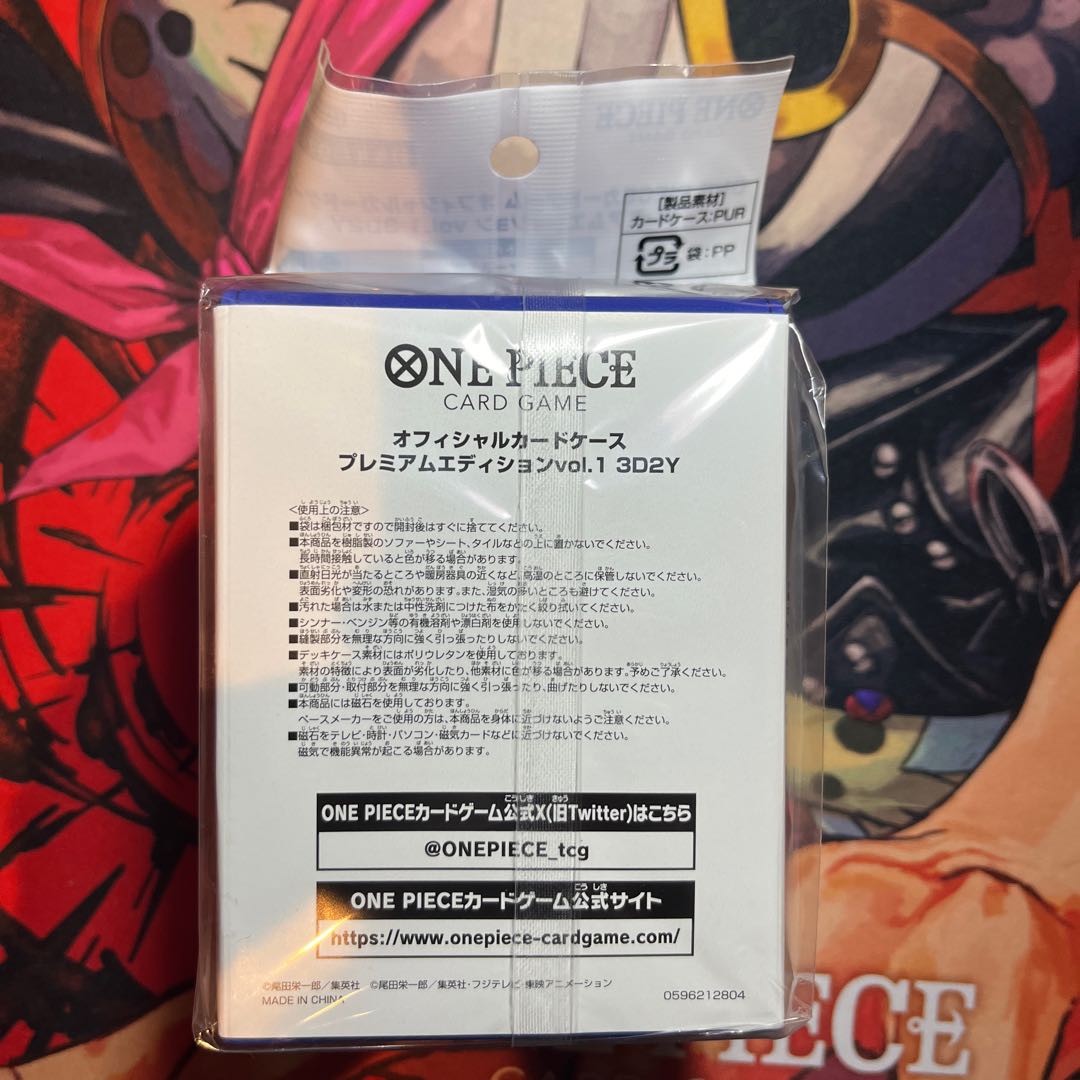 ONE PIECE
[製品素材]
カードケース:PUR
プラ 袋:PP
ONE PIECE
CARD GAME
オフィシャルカードケース
プレミアムエディションvol.1 3D2Y
<使用上の注意>
■袋は梱包材ですので開封後はすぐに捨ててください。
■本商品を樹脂製のソファーやシート、タイルなどの上に置かないでください。
長時間接触していると色が移る場合があります。
■直射日光が当たるところや暖房器具の近くなど、高温のところに保管しないでください。
表面劣化や変形の恐れがあります。また、湿気の多いところも避けてください。
■汚れた場合は水または中性洗剤につけた布をかたく絞り拭いてください。
■シンナー・ベンジン等の有機溶剤や漂白剤を使用しないでください。
■縫製部分を無理な方向に強く引っ張ったりしないでください。
■デッキケース素材にはポリウレタンを使用しております。
素材の特徴により表面が劣化したり、他素材に色が移る場合があります。予めご了承ください。
■可動部分・取付部分を無理な方向に強く引っ張ったり、曲げたりしないでください。
■本商品には磁石を使用しております。
ペースメーカーをご使用の方は、本商品を身体に近づけないようご注意ください。
■磁石をテレビ・時計・パソコン・磁気カードなどに近づけないでください。
磁気で機能異常が起こる場合があります。
ONE PIECEカードゲーム公式X(旧Twitter)はこちら
@ONEPIECE_tcg
ONE PIECEカードゲーム公式サイト
https://www.onepiece-cardgame.com/
©尾田栄一郎/集英社 ©尾田栄一郎/集英社・フジテレビ・東映アニメーション
MADE IN CHINA
0596212804
PIECE